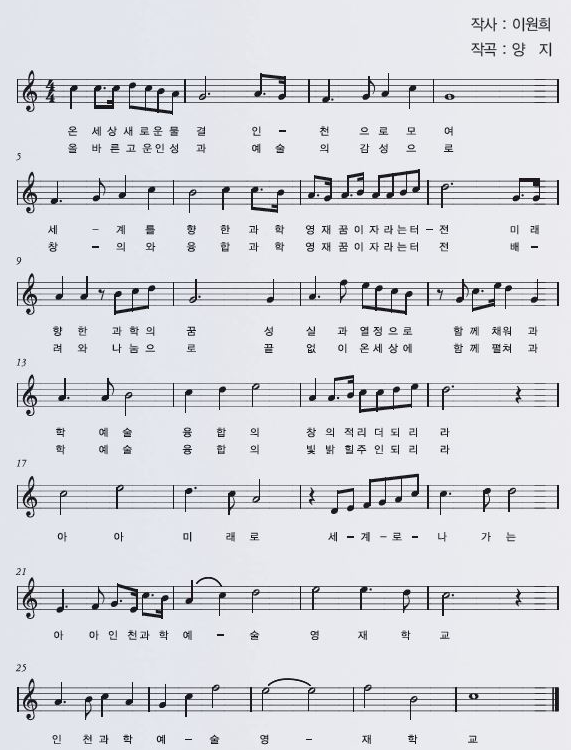 작사 : 이원희
작곡 : 양 지
온 세 상 새 로 운 물 결 인 - 천 으 로 모 여
올 바 른 고 운 인 성 과 예 술 의 감 성 으 로
5
세 - 계 를 향 한 과 학 영 재 꿈 이 자 라 는 터 - 전 미 래
창 - 의 와 융 합 과 학 영 재 꿈 이 자 라 는 터 전 배 -
9
향 한 과 학 의 꿈 성 실 과 열 정 으 로 함 께 채 워 과
려 와 나 눔 으 로 끝 없 이 온 세 상 에 함 께 펼 쳐 과
13
학 예 술 융 합 의 창 의 적 리 더 되 리 라
학 예 술 융 합 의 빛 밝 힐 주 인 되 리 라
17
아 아 미 래 로 세 - 계 - 로 - 나 가 는
21
아 아 인 천 과 학 예 - 술 영 재 학 교
25
인 천 과 학 예 - 술 영 - 재 학 교